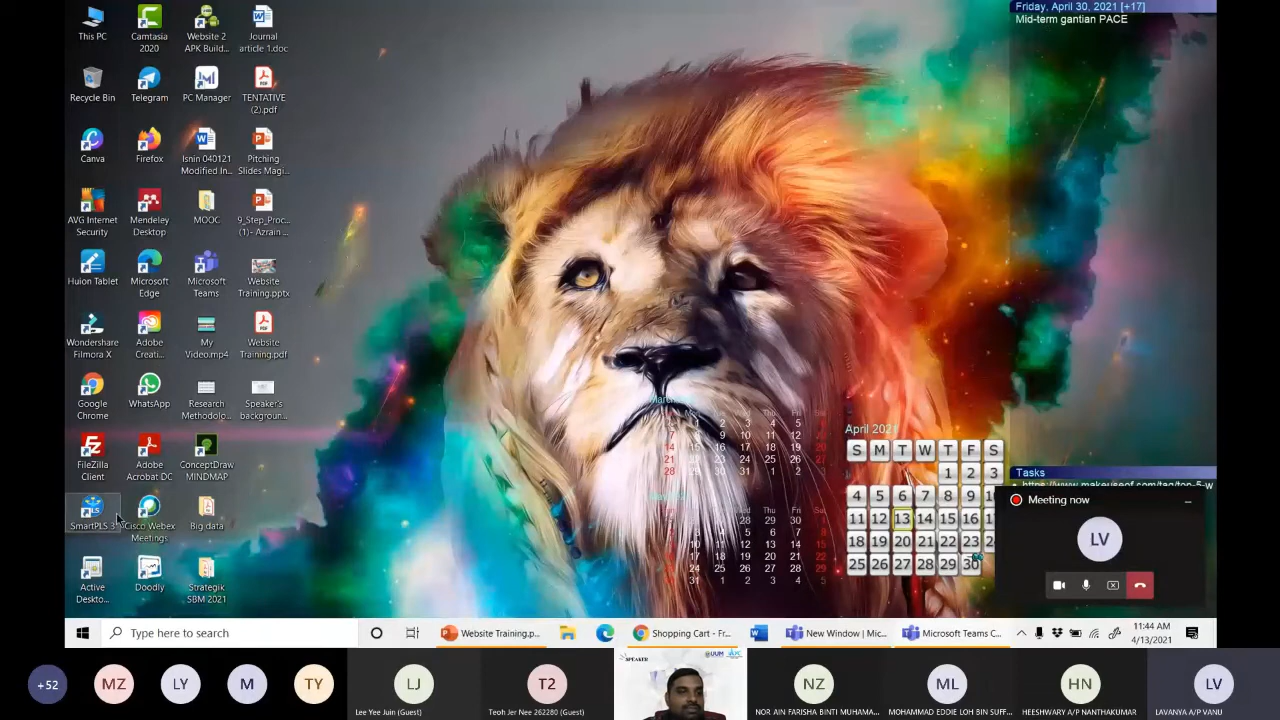 This PC
Camtasia
2020
Website 2
APK Build...
Journal
article 1.doc
Recycle Bin
Telegram
PC Manager
TENTATIVE
(2).pdf
Canva
Firefox
Isnin 040121
Modified In...
Pitching
Slides Magi...
AVG Internet
Security
Mendeley
Desktop
MOOC
9_Step_Proc...
(1)- Azrain ...
Huion Tablet
Microsoft
Edge
Microsoft
Teams
Website
Training.pptx
Wondershare
Filmora X
Adobe
Creati...
My
Video.mp4
Website
Training.pdf
Google
Chrome
WhatsApp
Research
Methodolo...
Speaker's
backgroun...
FileZilla
Client
Adobe
Acrobat DC
ConceptDraw
MINDMAP
SmartPLS 3
Cisco Webex
Meetings
Big data
Active
Deskto...
Doodly
Strategik
SBM 2021
Friday, April 30, 2021 [+17]
Mid-term gantian PACE
April 2021
S M T W T F S
1 2 3
4 5 6 7 8 9
11 12 13 14 15 16
18 19 20 21 22 23
25 26 27 28 29 30
Tasks
Meeting now
LV
Type here to search
Website Training.p...
Shopping Cart - Fr...
New Window | Mic...
Microsoft Teams C...
11:44 AM
4/13/2021
+52
MZ
LY
M
TY
LJ
Lee Yee Juin (Guest)
T2
Teoh Jer Nee 262280 (Guest)
SPEAKER
UUM
NZ
NOR AIN FARISHA BINTI MUHAMA...
ML
MOHAMMAD EDDIE LOH BIN SUFF...
HN
HEESHWARY A/P NANTHAKUMAR
LV
LAVANYA A/P VANU